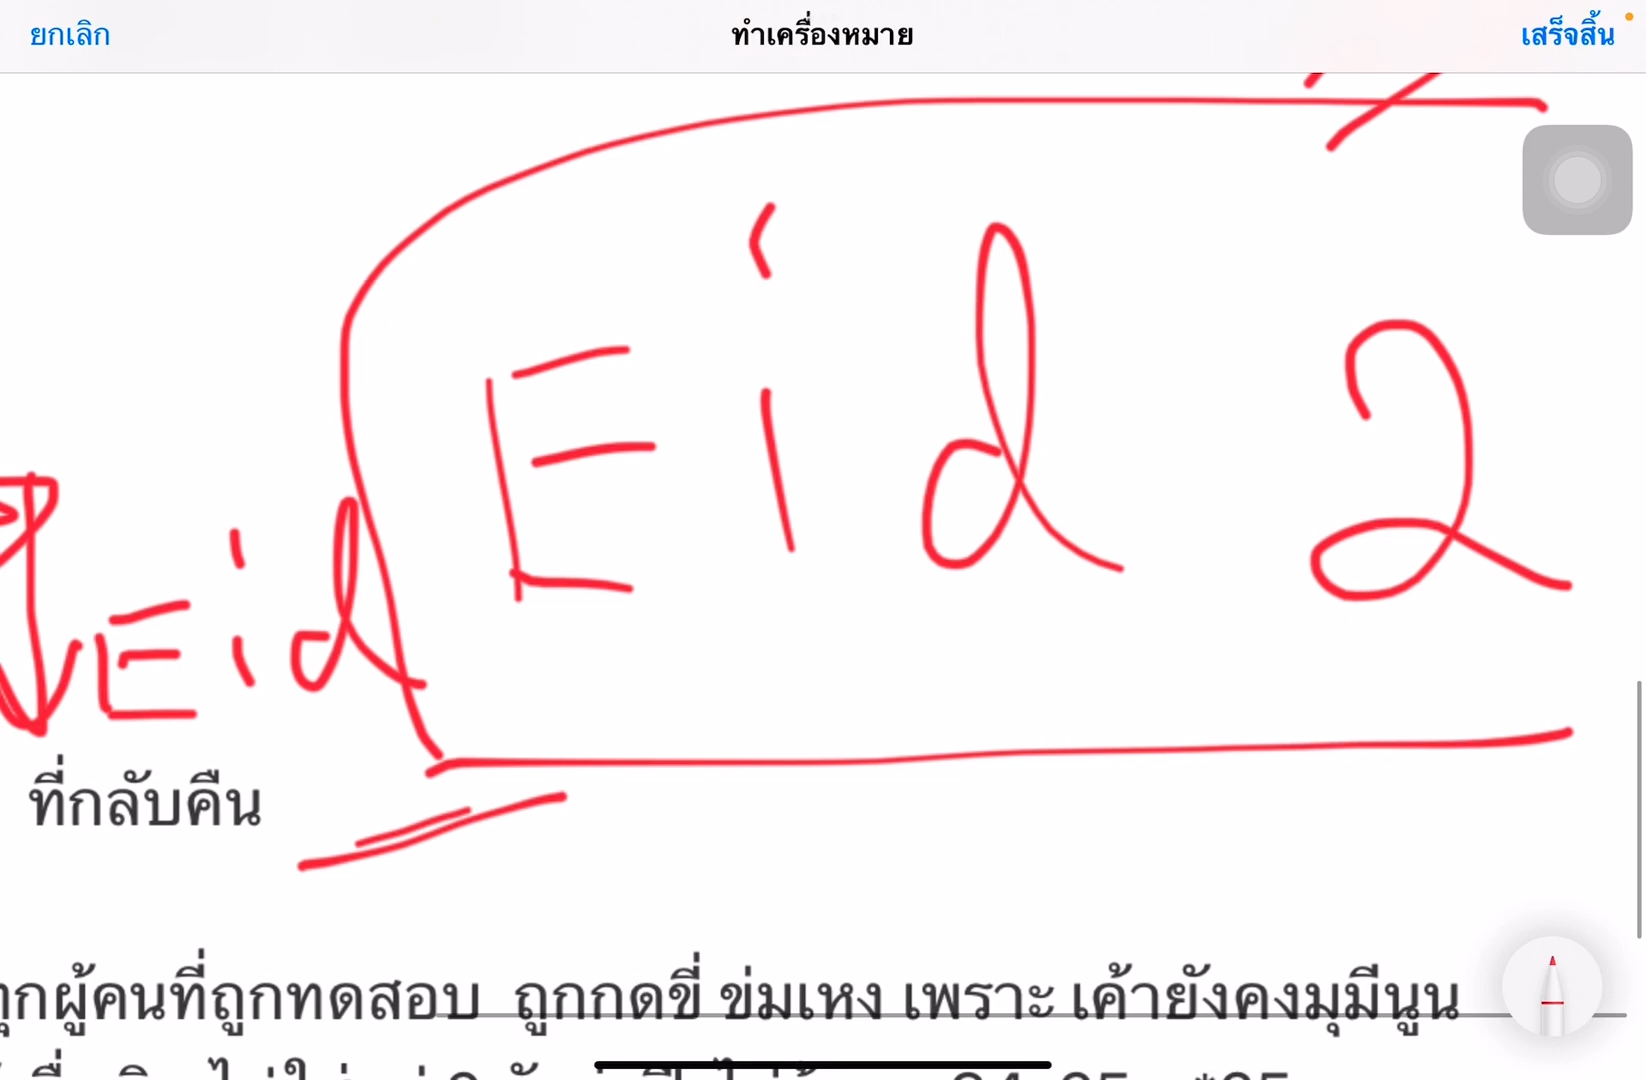 ยกเลิก ทำเครื่องหมาย เสร็จสิ้น
Eid 2
Eid
ที่กลับคืน
ทุกผู้คนที่ถูกทดสอบ ถูกกดขี่ ข่มเหง เพราะ เค้ายังคงมุมีนูน